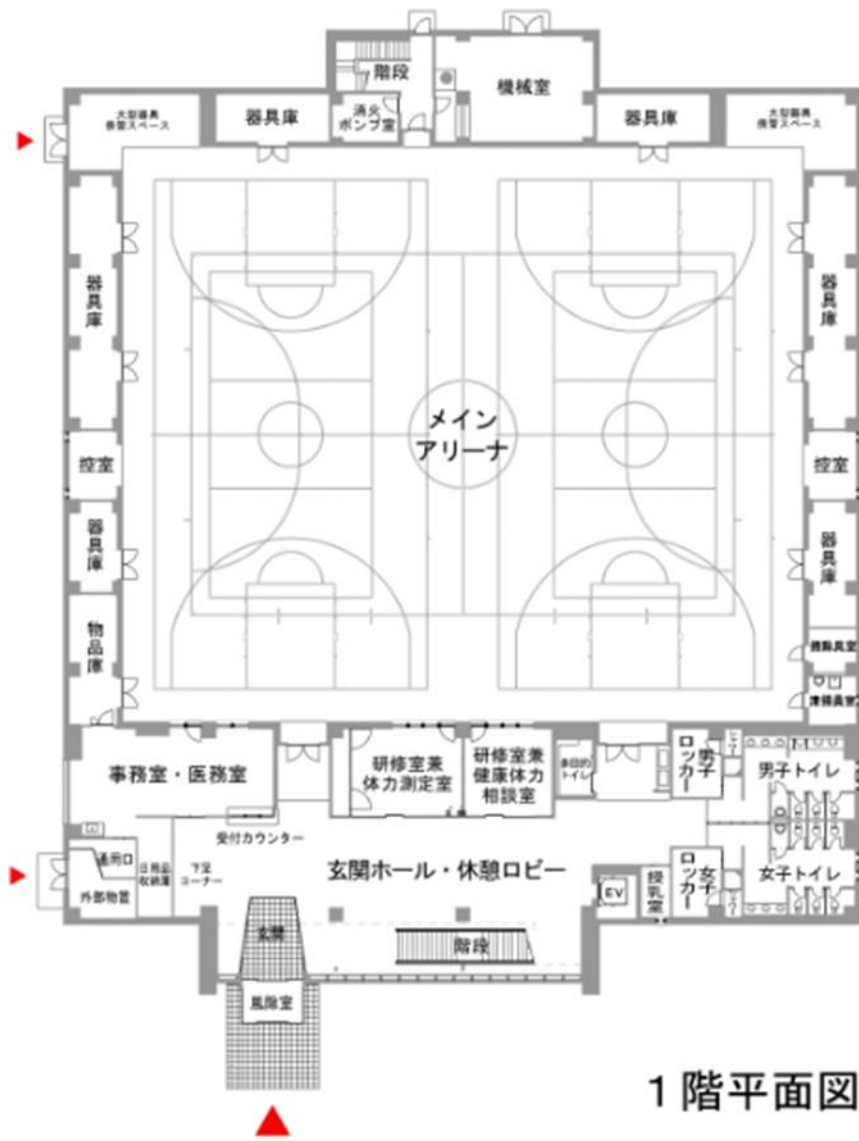 階段
機械室
大型器具
保管スペース
器具庫
消火
ポンプ室
器具庫
大型器具
保管スペース
器具庫
器具庫
メイン
アリーナ
控室
控室
器具庫
器具庫
物品庫
清掃員室
事務室・医務室
研修室兼
体力測定室
研修室兼
健康体力
相談室
多目的
トイレ
男子
ロッカー
男子トイレ
受付カウンター
通用口
日用品
収納庫
下足
コーナー
玄関ホール・休憩ロビー
外部物置
EV
授乳室
女子
ロッカー
女子トイレ
玄関
階段
風除室
1階平面図